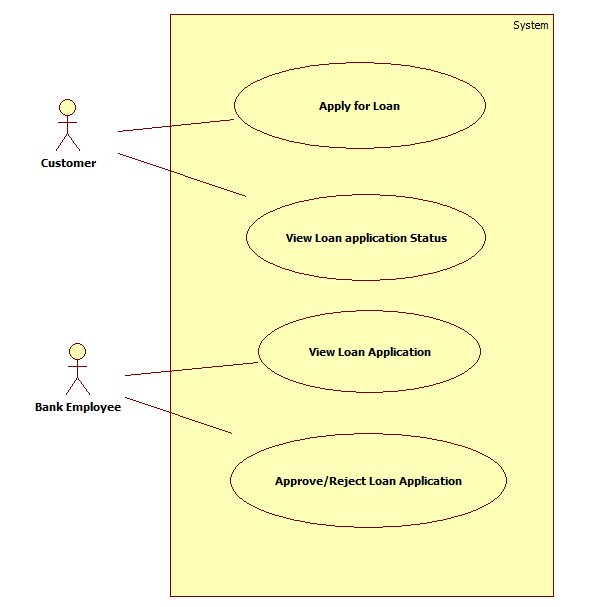 System
Apply for Loan
Customer
View Loan application Status
View Loan Application
Bank Employee
Approve/Reject Loan Application